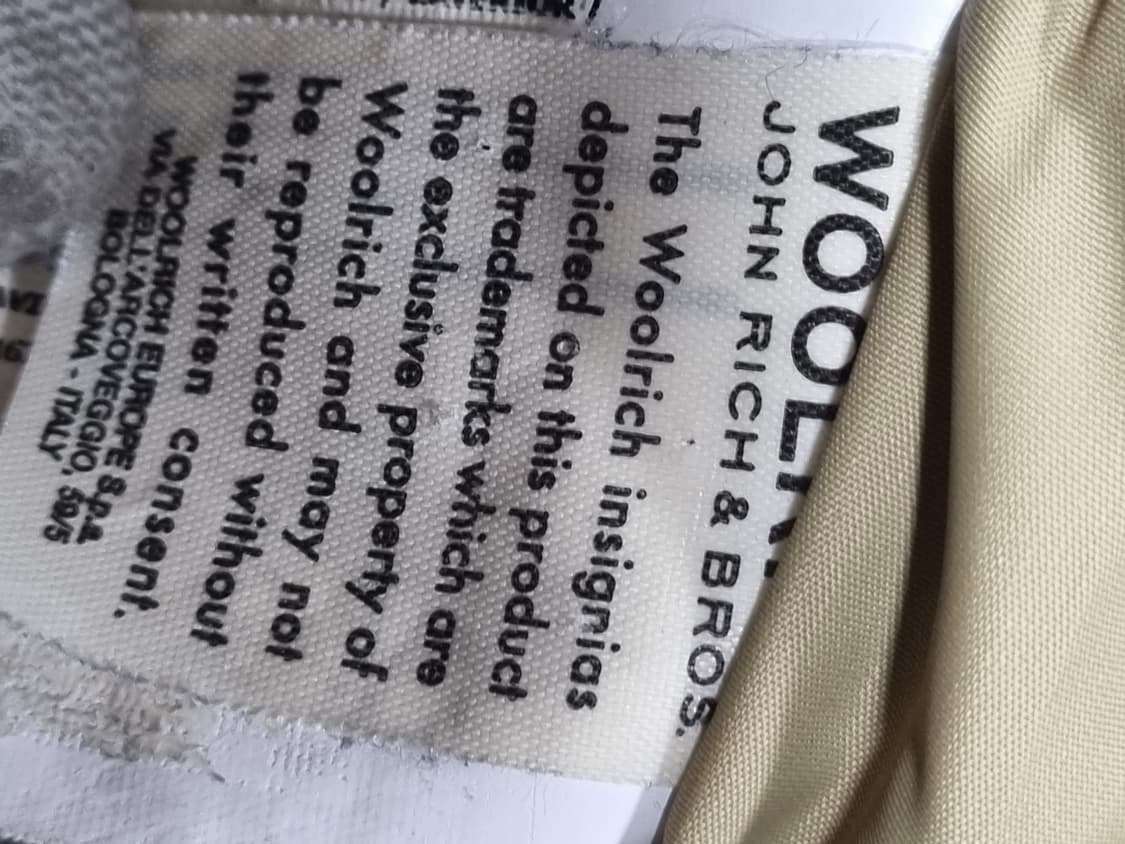 WOOLRI
JOHN RICH & BROS.
The Woolrich insignias
depicted on this product
are trademarks which are
the exclusive property of
Woolrich and may not
be reproduced without
their written consent.
WOOLRICH EUROPE S.p.a.
VIA DELL'ARCOVEGGIO, 59/5
BOLOGNA - ITALY